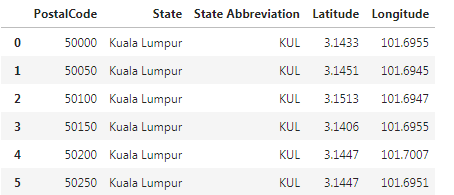 PostalCode State State Abbreviation Latitude Longitude
0 50000 Kuala Lumpur KUL 3.1433 101.6955
1 50050 Kuala Lumpur KUL 3.1451 101.6945
2 50100 Kuala Lumpur KUL 3.1513 101.6947
3 50150 Kuala Lumpur KUL 3.1406 101.6955
4 50200 Kuala Lumpur KUL 3.1447 101.7007
5 50250 Kuala Lumpur KUL 3.1447 101.6951